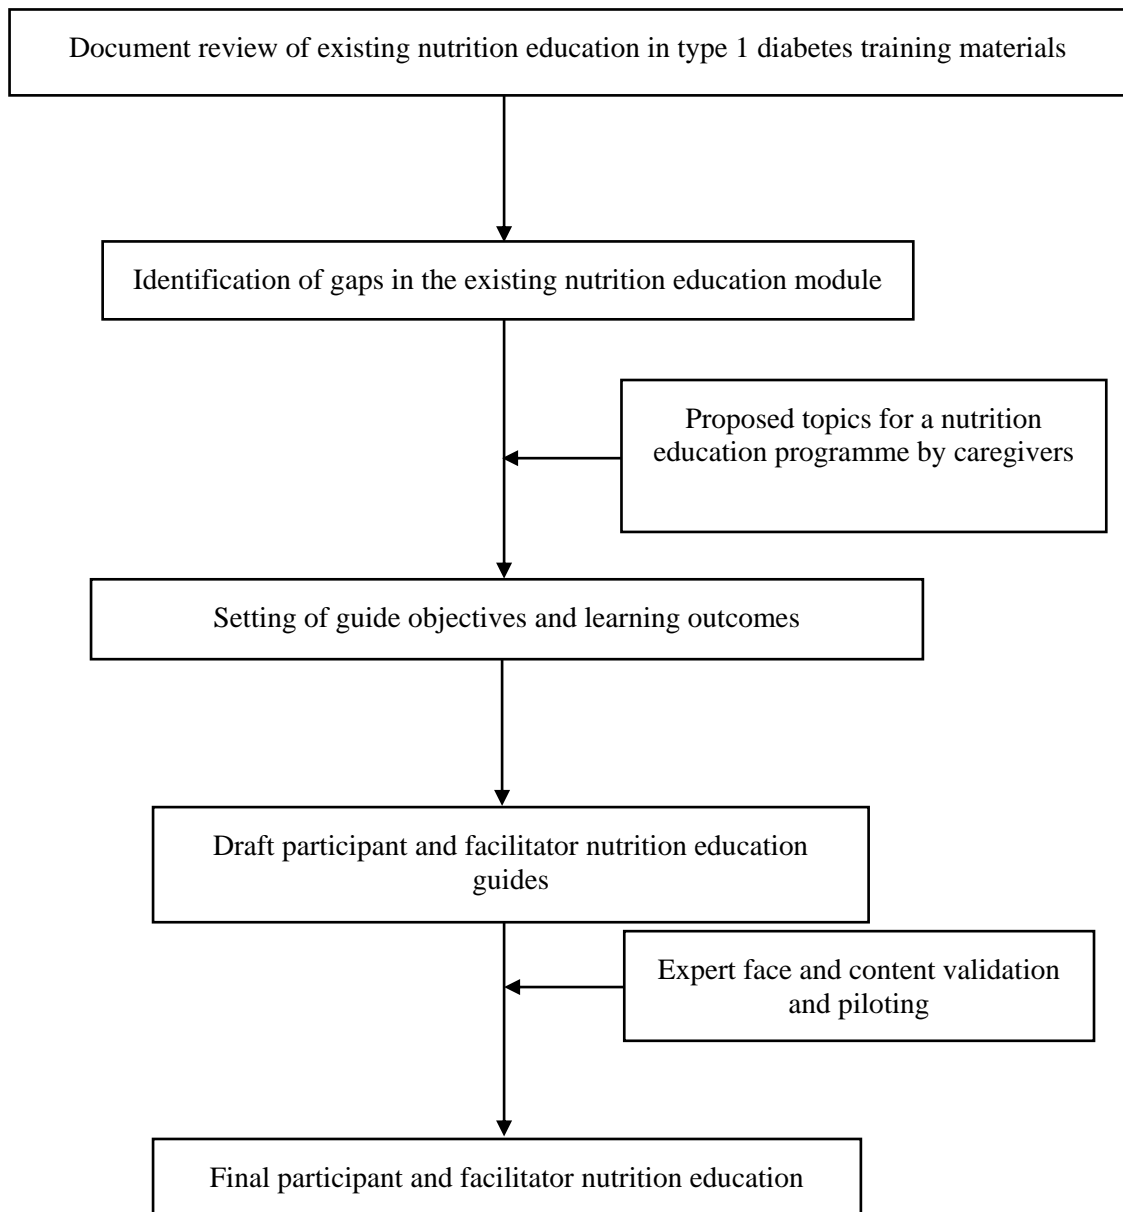 Document review of existing nutrition education in type 1 diabetes training materials
Identification of gaps in the existing nutrition education module
Proposed topics for a nutrition
education programme by caregivers
Setting of guide objectives and learning outcomes
Draft participant and facilitator nutrition education
guides
Expert face and content validation
and piloting
Final participant and facilitator nutrition education